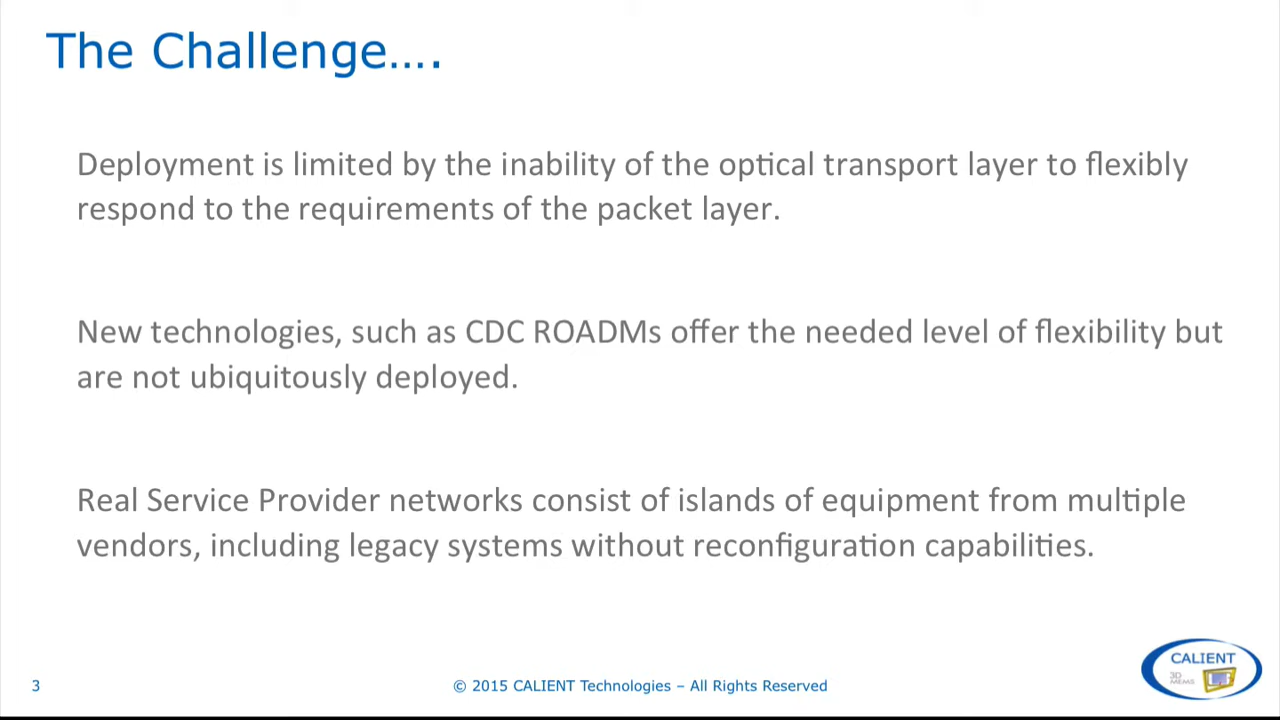 The Challenge….
Deployment is limited by the inability of the optical transport layer to flexibly
respond to the requirements of the packet layer.
New technologies, such as CDC ROADMs offer the needed level of flexibility but
are not ubiquitously deployed.
Real Service Provider networks consist of islands of equipment from multiple
vendors, including legacy systems without reconfiguration capabilities.
CALIENT
3D
MEMS
3
© 2015 CALIENT Technologies – All Rights Reserved